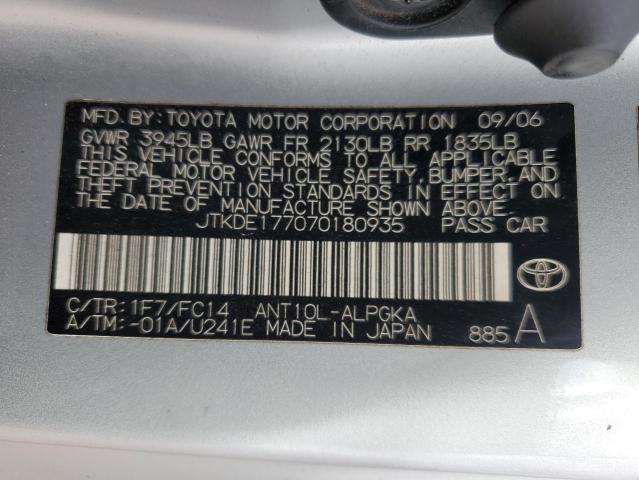 MFD. BY: TOYOTA MOTOR CORPORATION 09/06
GVWR 3945LB GAWR FR 2130LB RR 1835LB
THIS VEHICLE CONFORMS TO ALL APPLICABLE
FEDERAL MOTOR VEHICLE SAFETY, BUMPER, AND
THEFT PREVENTION STANDARDS IN EFFECT ON
THE DATE OF MANUFACTURE SHOWN ABOVE.
JTKDE177070180935 PASS CAR
C/TR: 1F7/FC14 ANT10L-ALPGKA
A/TM: -01A/U241E MADE IN JAPAN 885 A